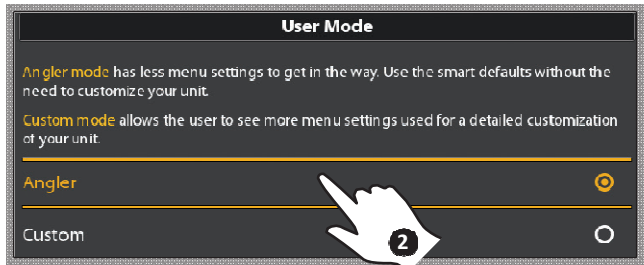 User Mode
Angler mode has less menu settings to get in the way. Use the smart defaults without the
need to customize your unit.
Custom mode allows the user to see more menu settings used for a detailed customization
of your unit.
Angler
2
Custom